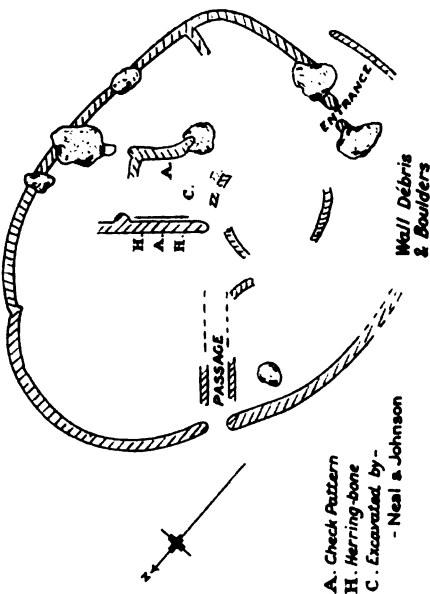 ENTRANCE
A.
C.
H. A. H.
PASSAGE
Wall Débris
& Boulders
N
A. Check Pattern
H. Herring-bone
C. Excavated by-
- Neal & Johnson